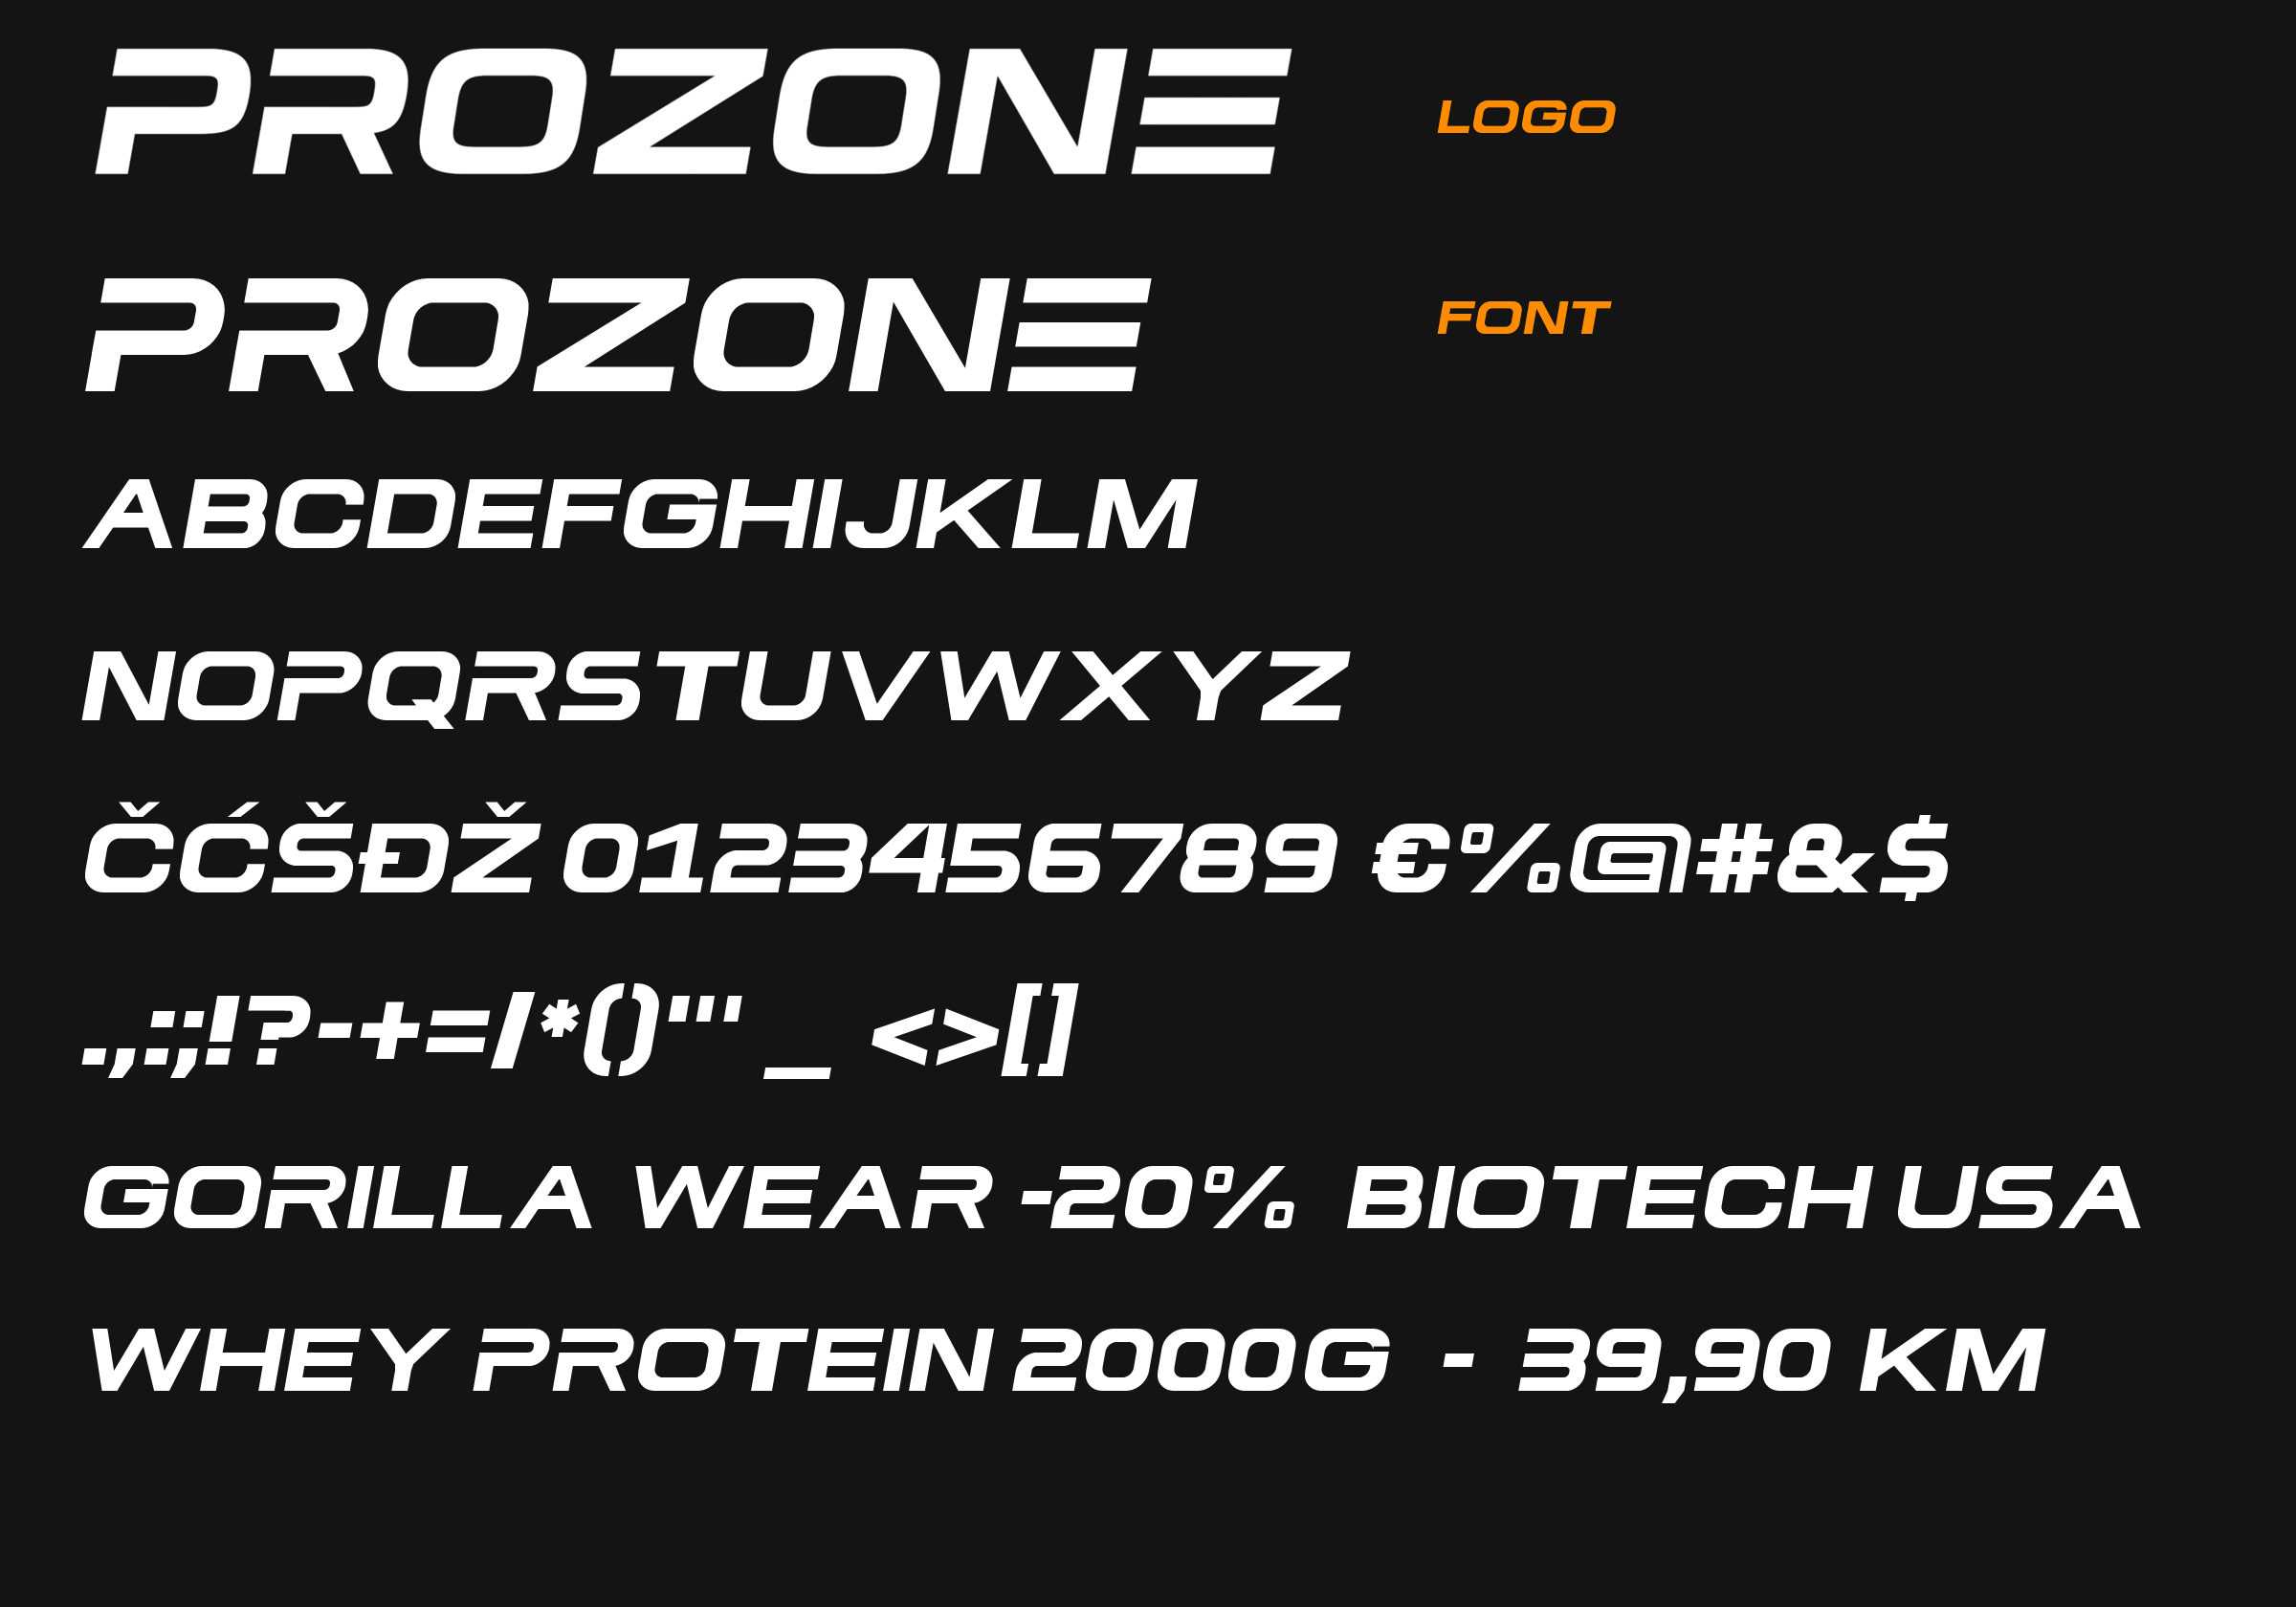 PROZONE LOGO
PROZONE FONT
ABCDEFGHIJKLM
NOPQRSTUVWXYZ
ČĆŠĐŽ 0123456789 €%@#&$
.,:;!?-+=/*()"' _ <>[]
GORILLA WEAR -20% BIOTECH USA
WHEY PROTEIN 2000G - 39,90 KM